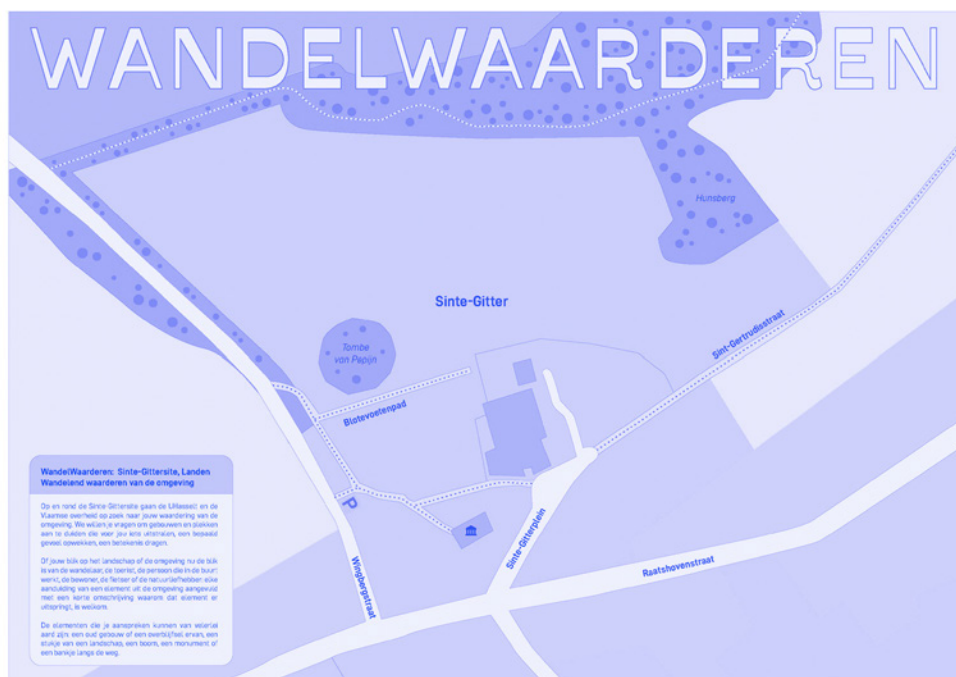 WANDELWAARDEREN
Hunsberg
Sinte-Gitter
Sint-Gertrudisstraat
Tombe
van Pepijn
Blotevoetenpad
P
Sinte-Gitterplein
Wingbergstraat
Raatshovenstraat
WandelWaarderen: Sinte-Gittersite, Landen
Wandelend waarderen van de omgeving
Op en rond de Sinte-Gittersite gaan de UHasselt en de
Vlaamse overheid op zoek naar jouw waardering van de
omgeving. We willen je vragen om gebouwen en plekken
aan te duiden die voor jou iets uitstralen, een bepaald
gevoel opwekken, een betekenis dragen.
Of jouw blik op het landschap of de omgeving nu de blik
is van de wandelaar, de toerist, de persoon die in de buurt
werkt, de bewoner, de fietser of de natuurliefhebber: elke
aanduiding van een element uit de omgeving aangevuld
met een korte omschrijving waarom dat element er
uitspringt, is welkom.
De elementen die je aanspreken kunnen van velerlei
aard zijn: een oud gebouw of een overblijfsel ervan, een
stukje van een landschap, een boom, een monument of
een bankje langs de weg.